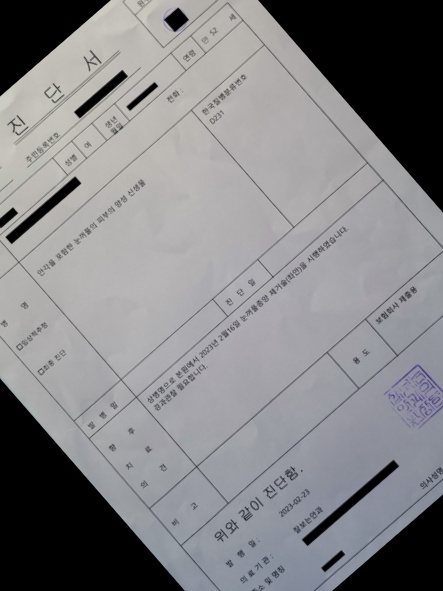 진 단 서
주민등록번호
성별 여 생년월일 연령 만 52 세
전화 :
병 명
□임상적추정
□최종 진단
안각을 포함한 눈꺼풀의 피부의 양성 신생물
한국질병분류번호
D231
발 병 일
진 단 일
향 후 치 료 의 견
상병명으로 본원에서 2023년 2월16일 눈꺼풀종양 제거술(좌안)을 시행하였습니다.
경과관찰 필요합니다.
비 고
용 도
보험회사 제출용
위와 같이 진단함.
발 행 일 : 2023-02-23
의료기관 : 잘보는안과
주소 및 명칭
의사성명